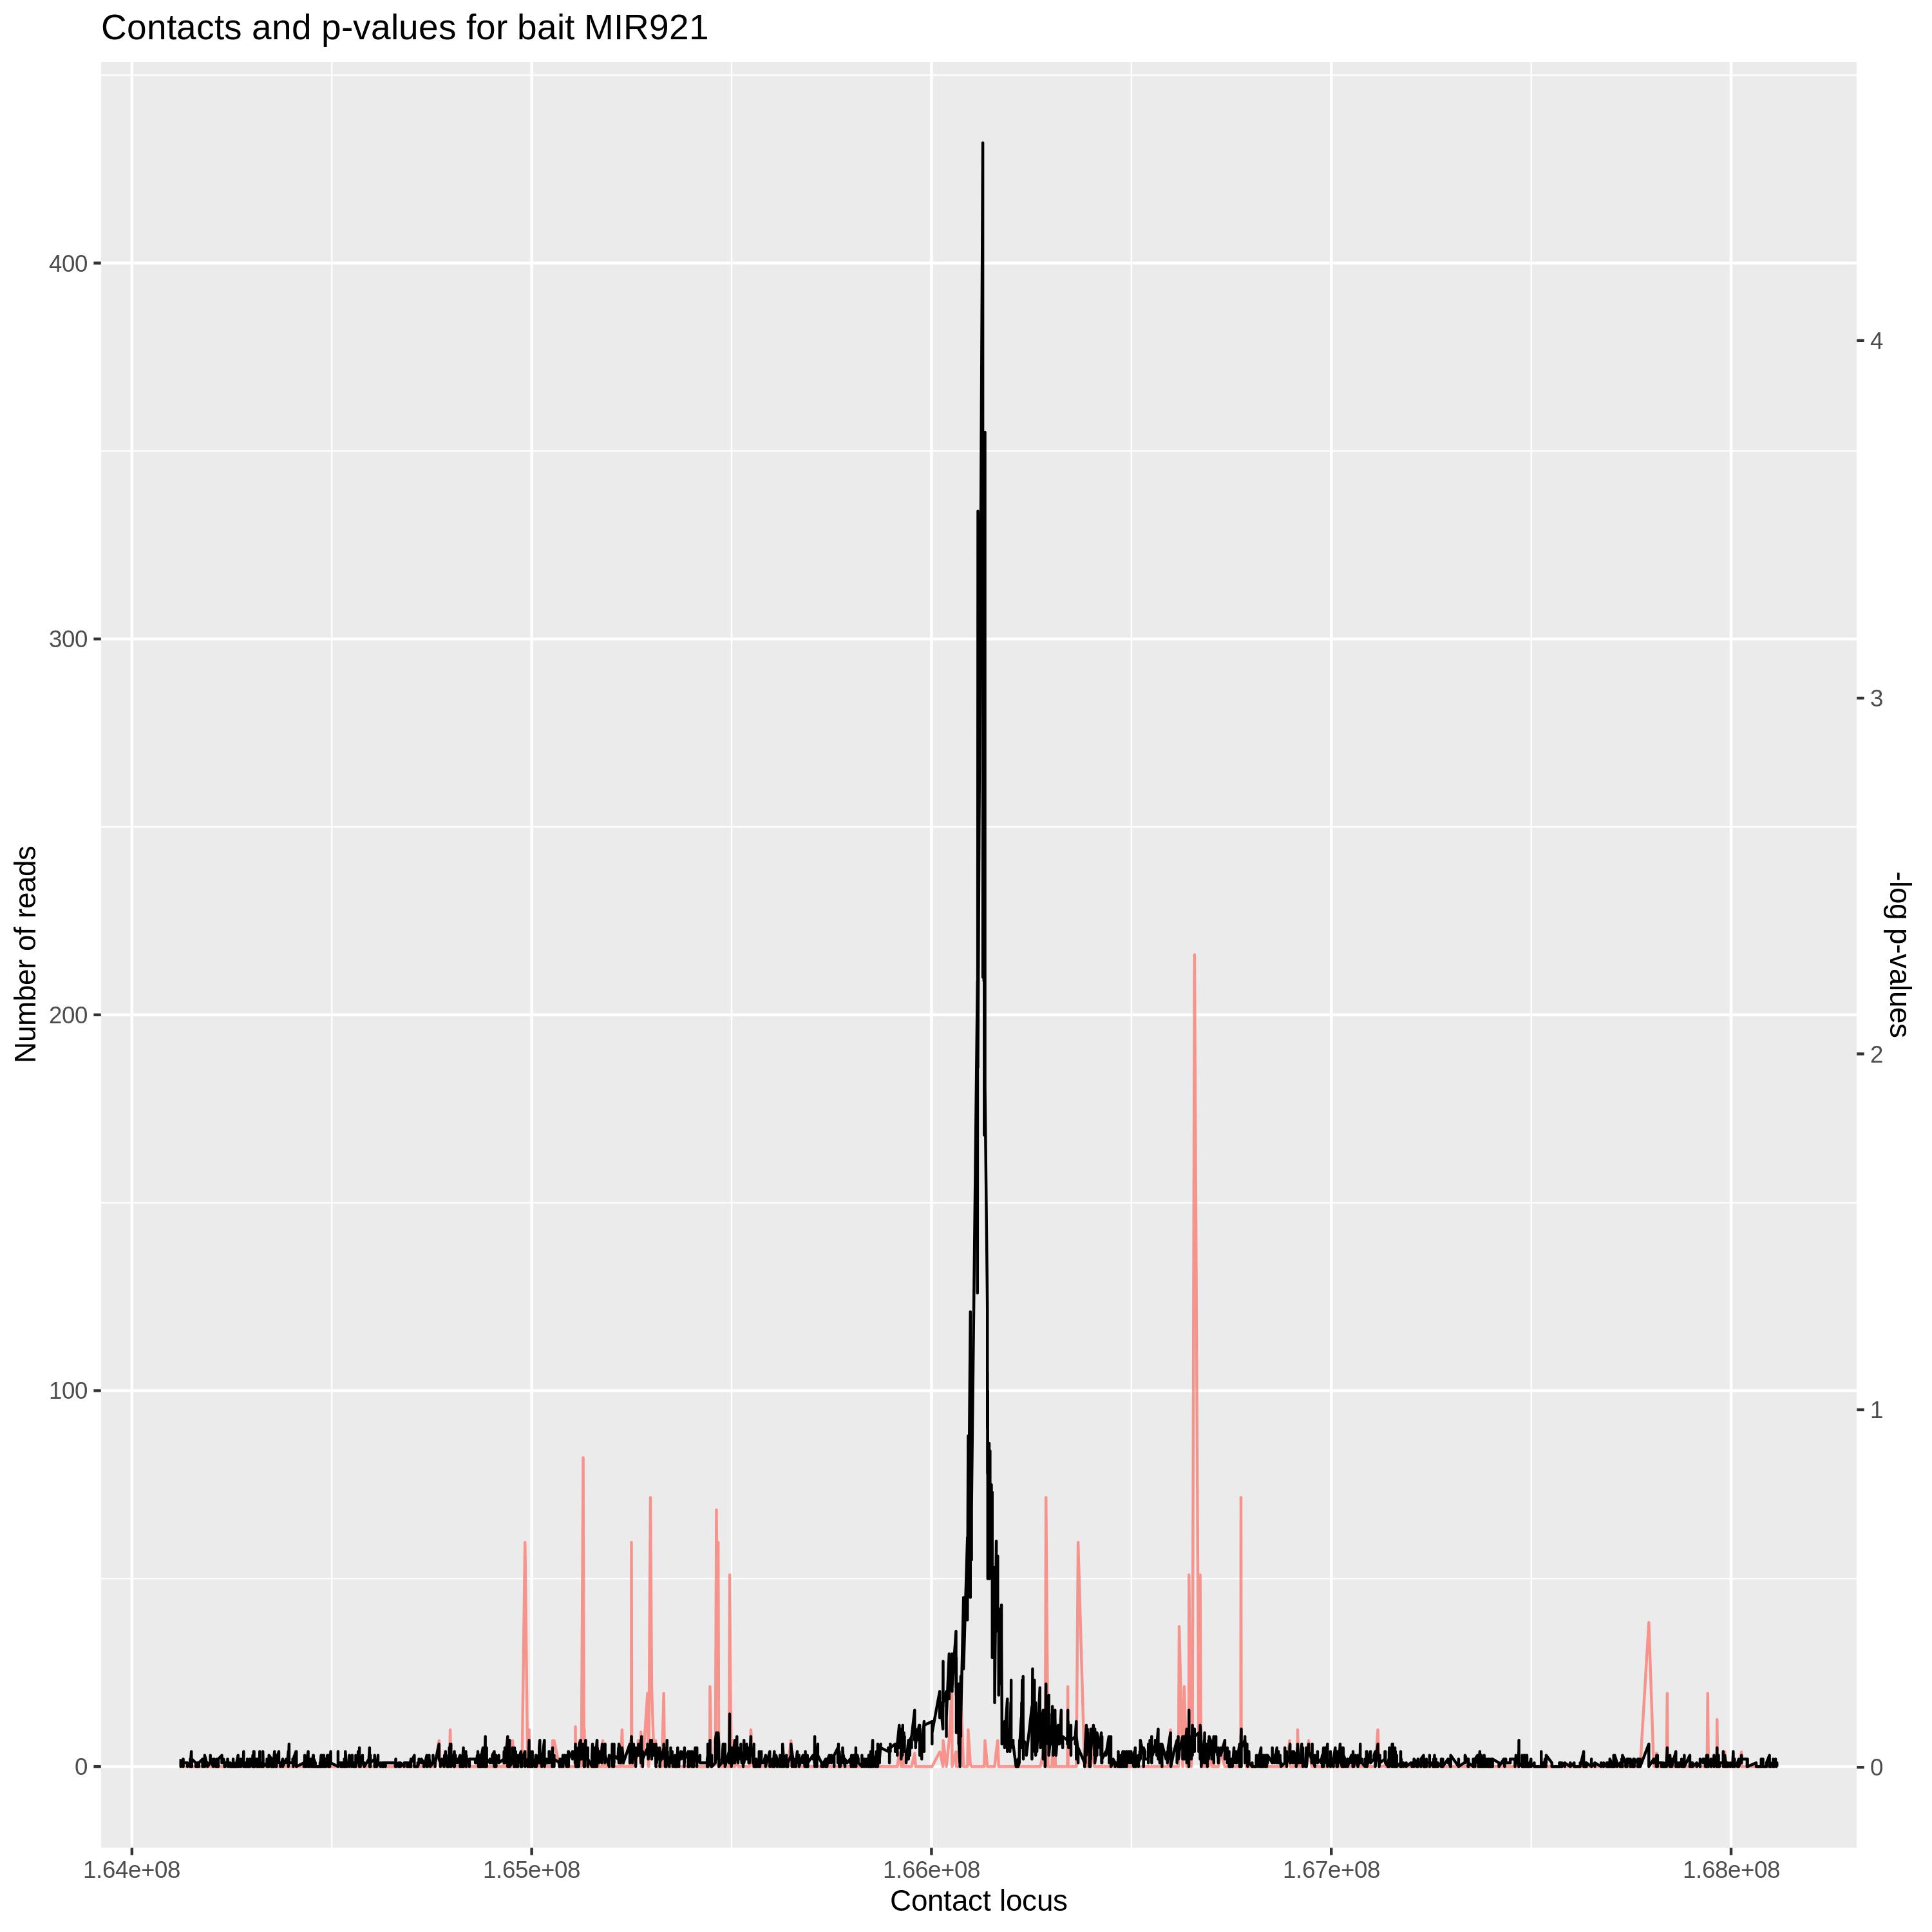 Contacts and p-values for bait MIR921
Number of reads
400
300
200
100
0
4
3
2
1
0
-log p-values
1.64e+08
1.65e+08
1.66e+08
1.67e+08
1.68e+08
Contact locus